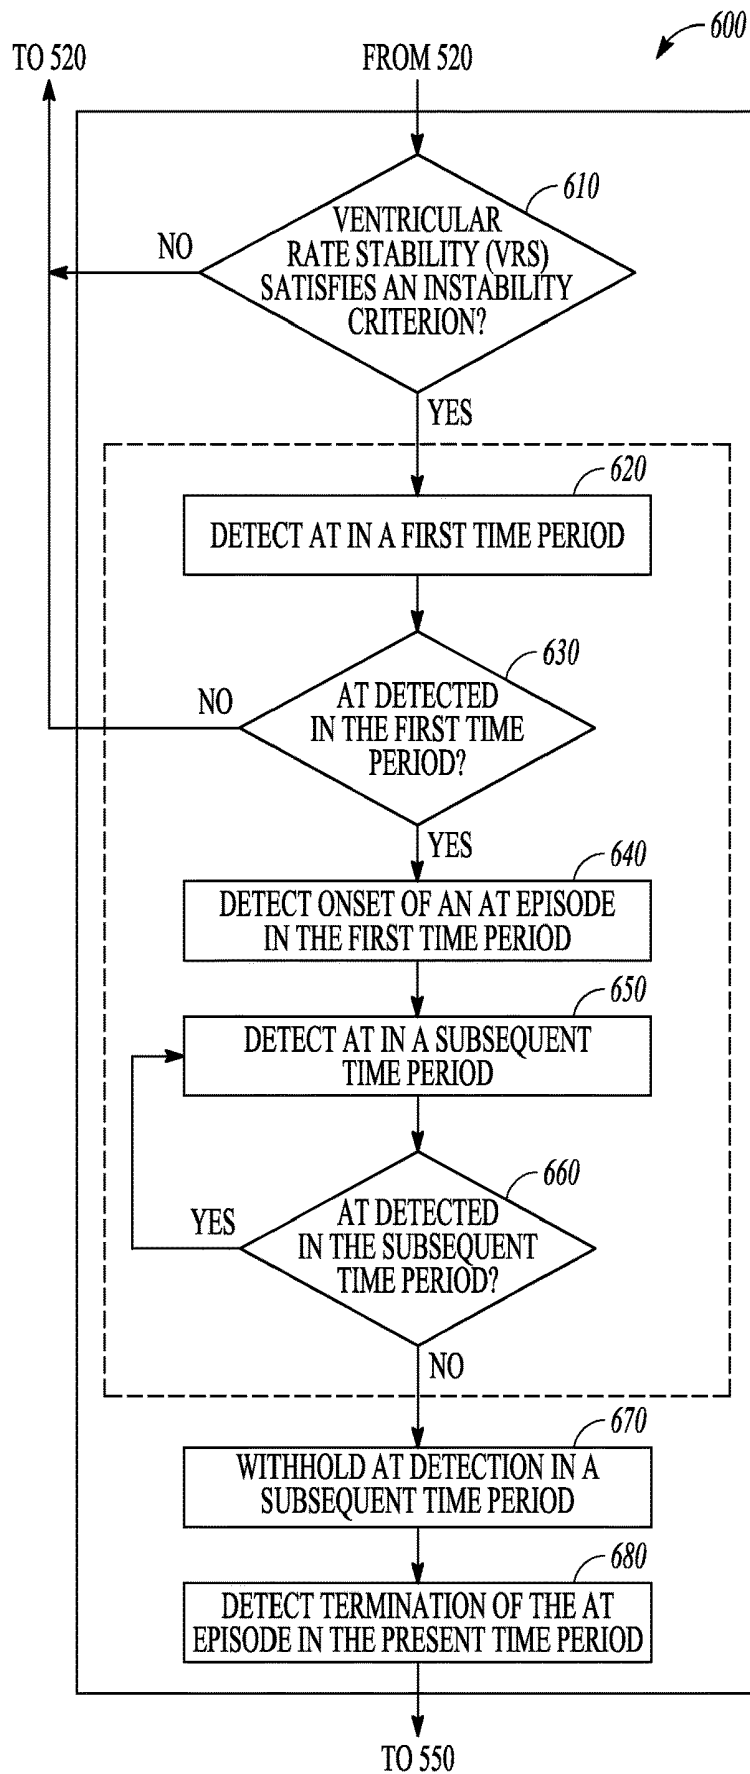 600
TO 520
FROM 520
610
VENTRICULAR
RATE STABILITY (VRS)
SATISFIES AN INSTABILITY
CRITERION?
NO
YES
620
DETECT AT IN A FIRST TIME PERIOD
630
AT DETECTED
IN THE FIRST TIME
PERIOD?
NO
YES
640
DETECT ONSET OF AN AT EPISODE
IN THE FIRST TIME PERIOD
650
DETECT AT IN A SUBSEQUENT
TIME PERIOD
660
AT DETECTED
IN THE SUBSEQUENT
TIME PERIOD?
YES
NO
670
WITHHOLD AT DETECTION IN A
SUBSEQUENT TIME PERIOD
680
DETECT TERMINATION OF THE AT
EPISODE IN THE PRESENT TIME PERIOD
TO 550